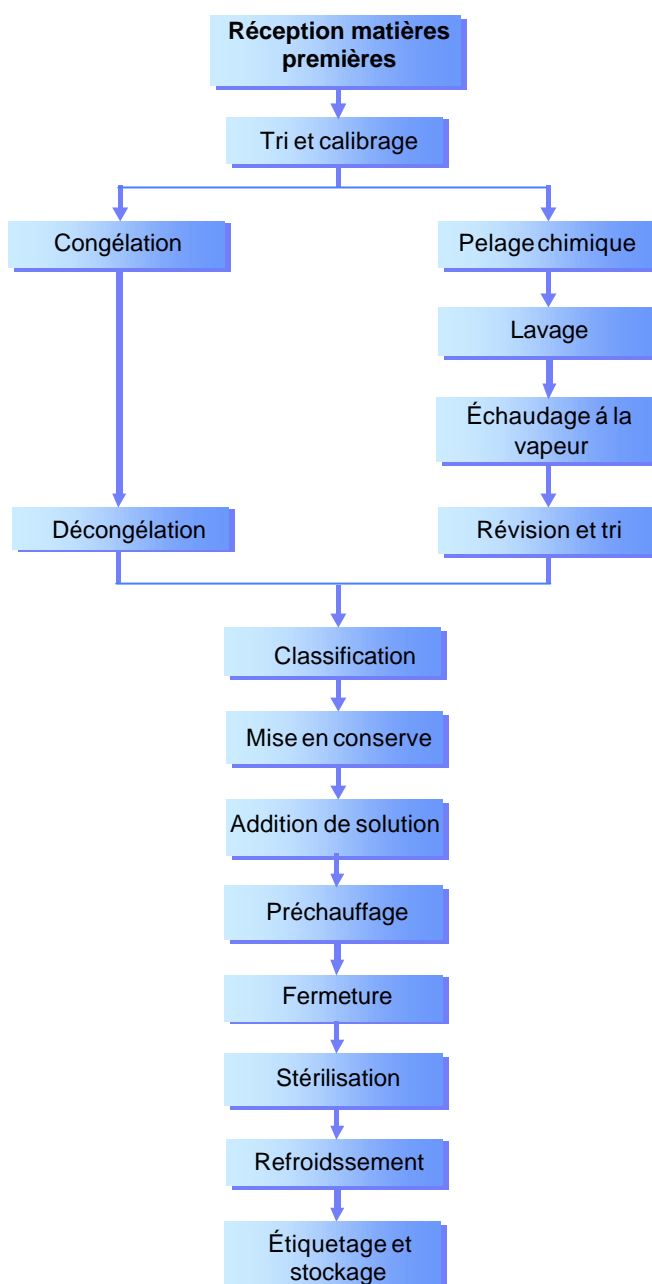 Réception matières
premières
Tri et calibrage
Congélation
Pelage chimique
Lavage
Échaudage á la
vapeur
Décongélation
Révision et tri
Classification
Mise en conserve
Addition de solution
Préchauffage
Fermeture
Stérilisation
Refroidssement
Étiquetage et
stockage